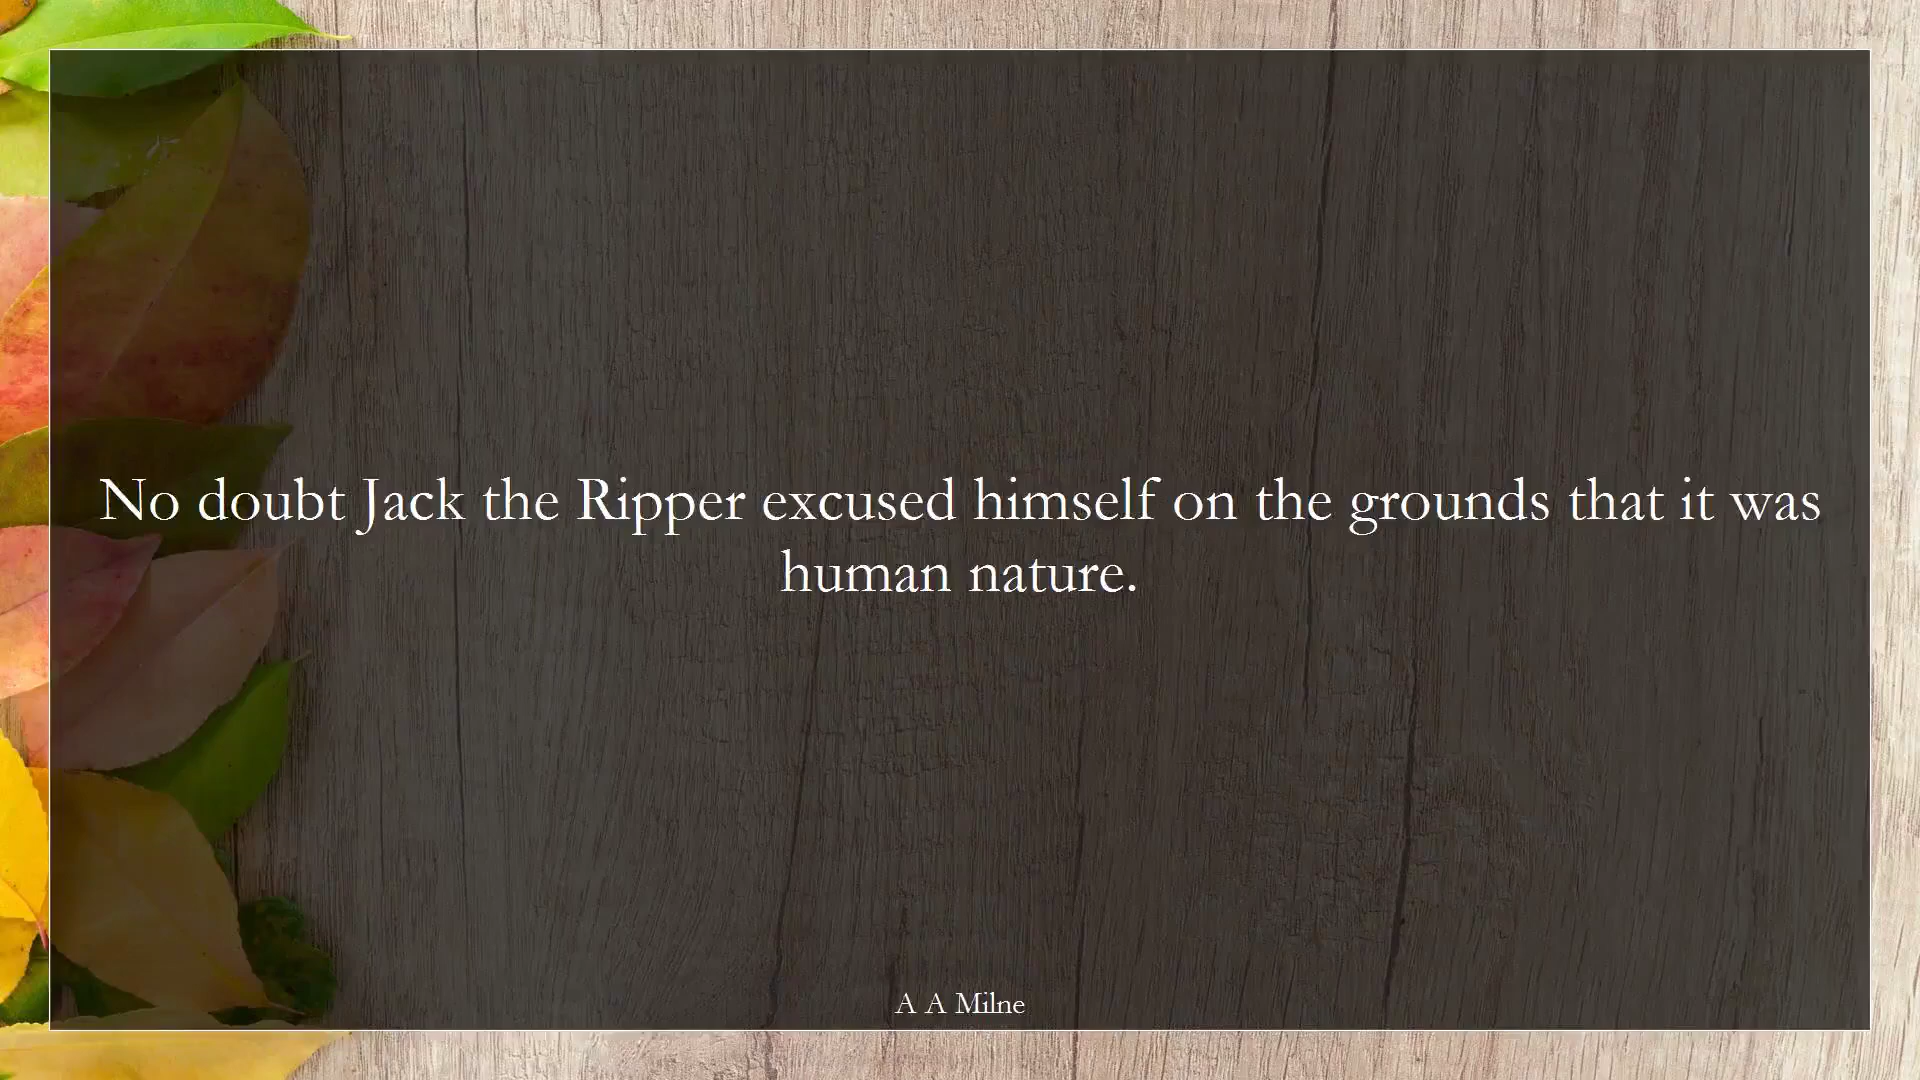 No doubt Jack the Ripper excused himself on the grounds that it was
human nature.
A A Milne